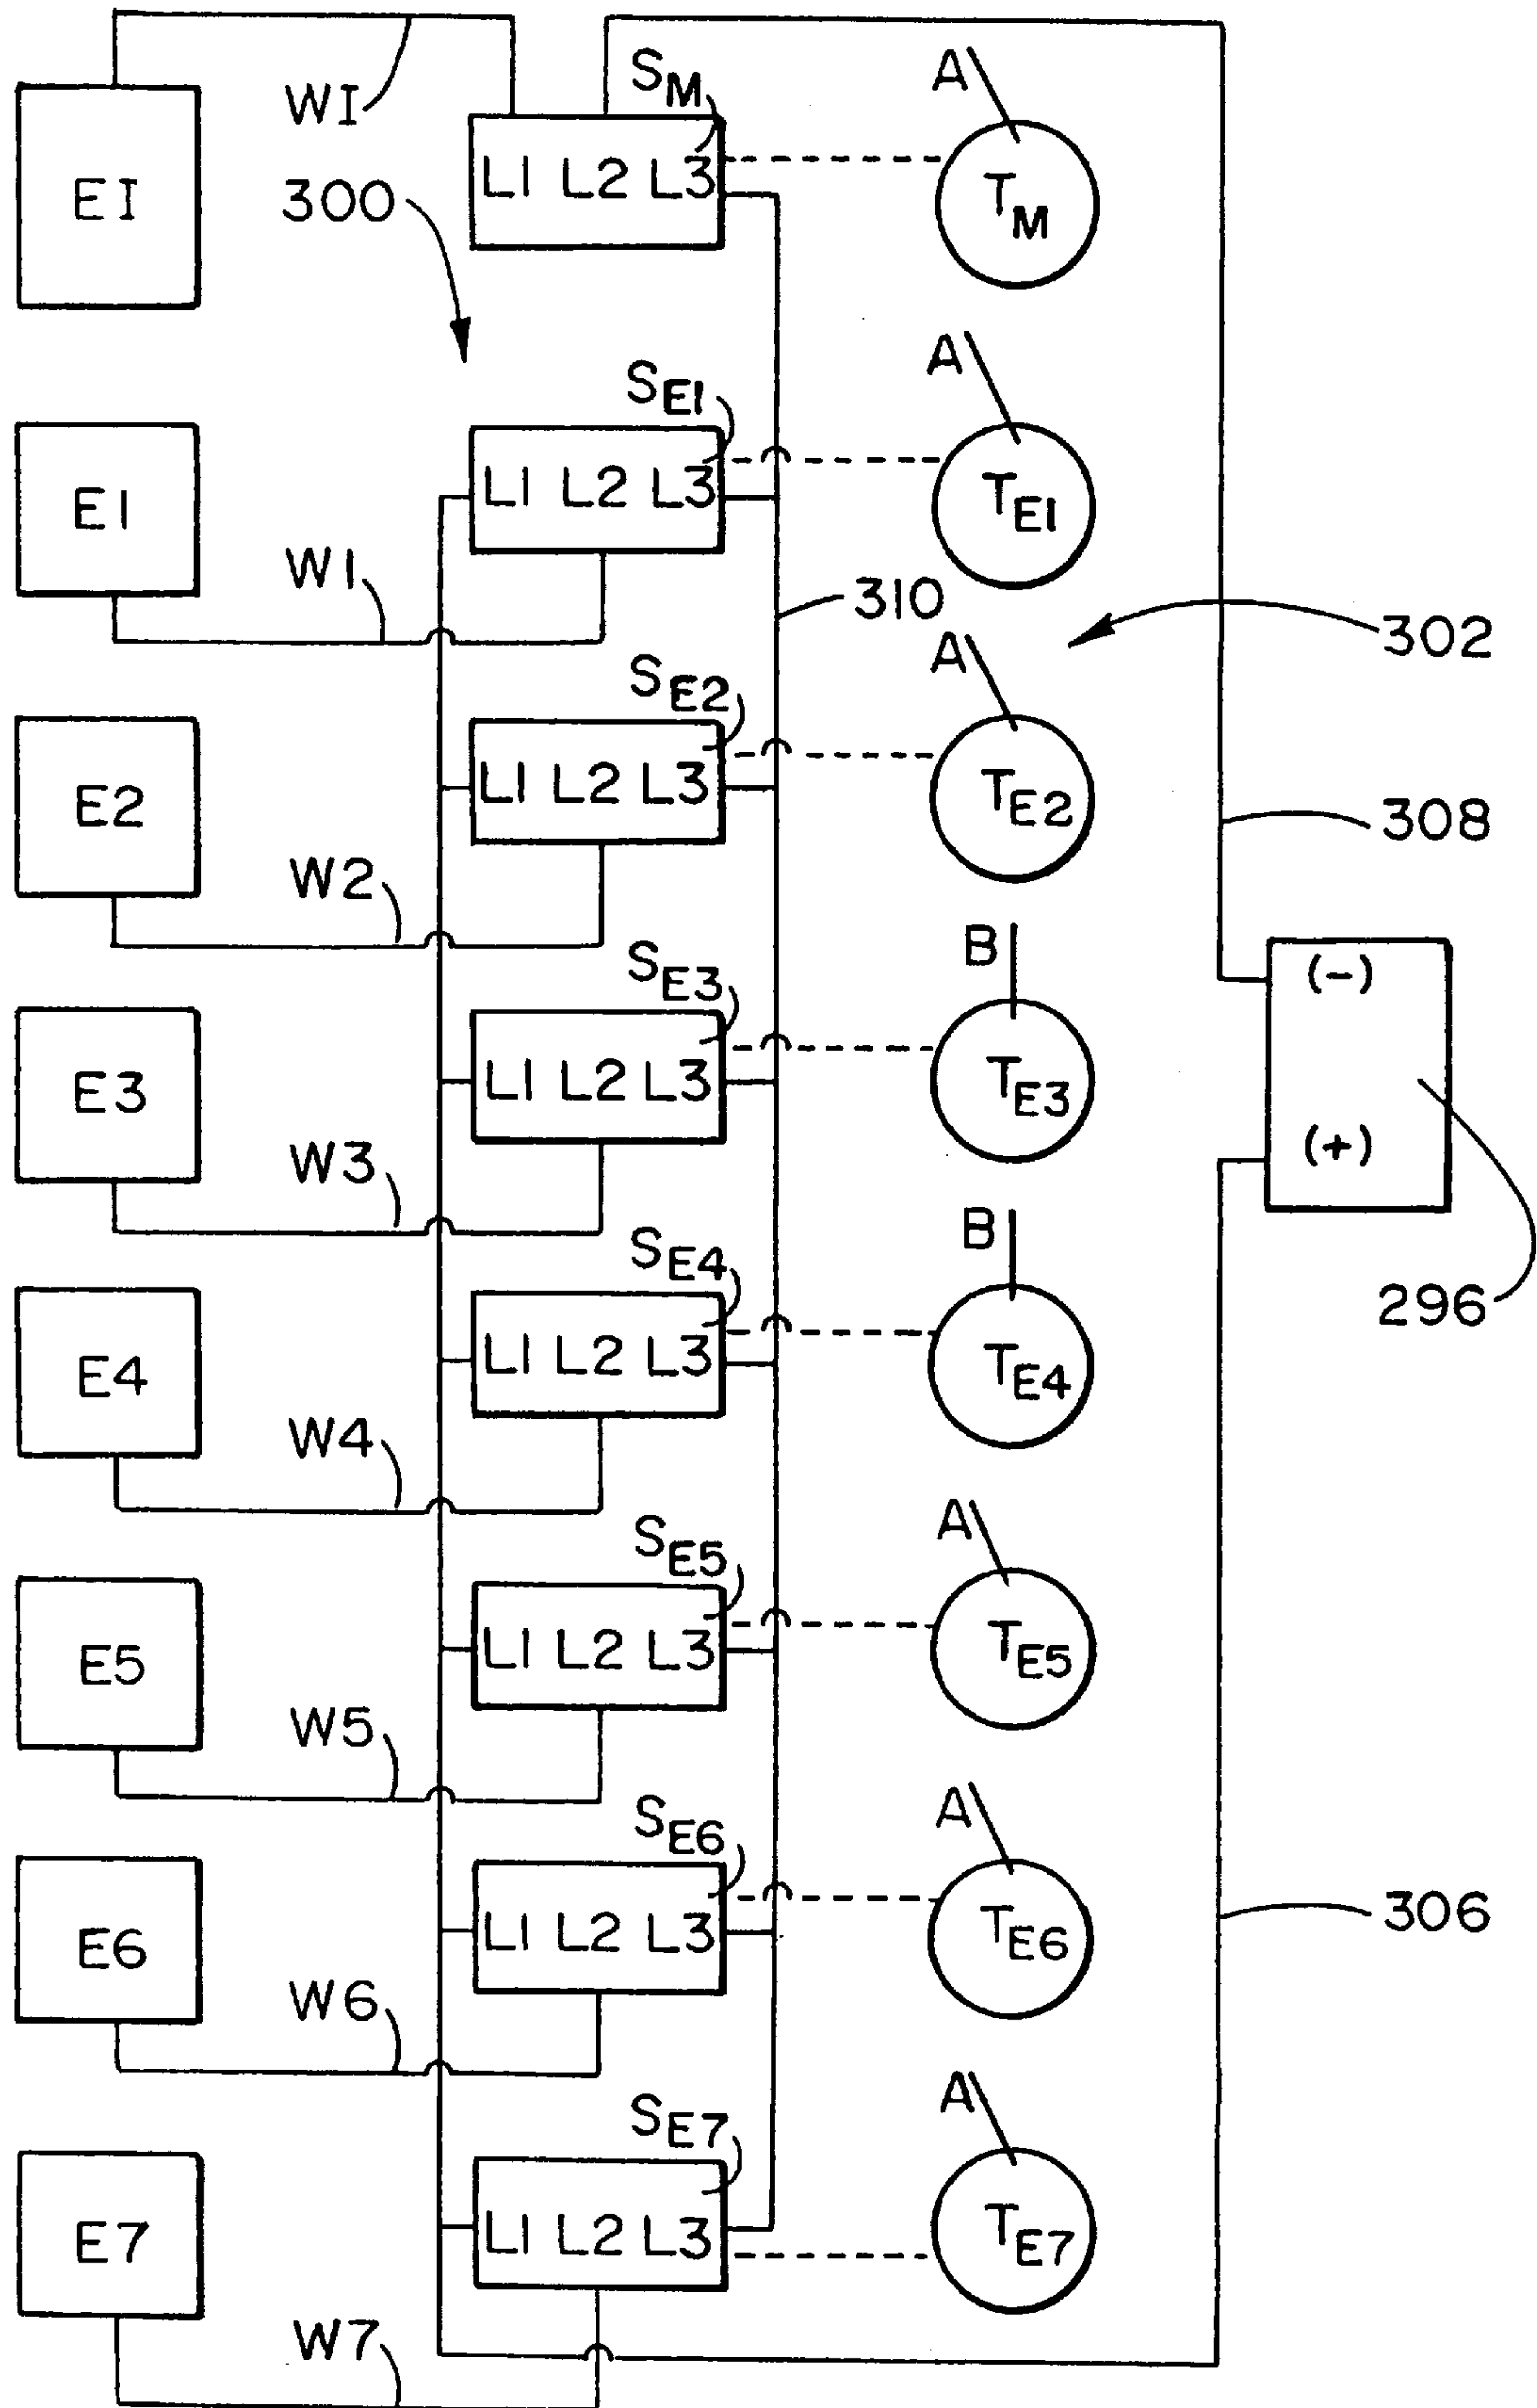 WI
S_M
A
EI
300
L1 L2 L3
T_M
A
S_E1
E1
L1 L2 L3
T_E1
W1
310
302
A
S_E2
E2
L1 L2 L3
T_E2
308
W2
B
(-)
S_E3
E3
L1 L2 L3
T_E3
(+)
W3
B
S_E4
296
E4
L1 L2 L3
T_E4
W4
A
S_E5
E5
L1 L2 L3
T_E5
W5
A
S_E6
306
E6
L1 L2 L3
T_E6
W6
A
S_E7
E7
L1 L2 L3
T_E7
W7